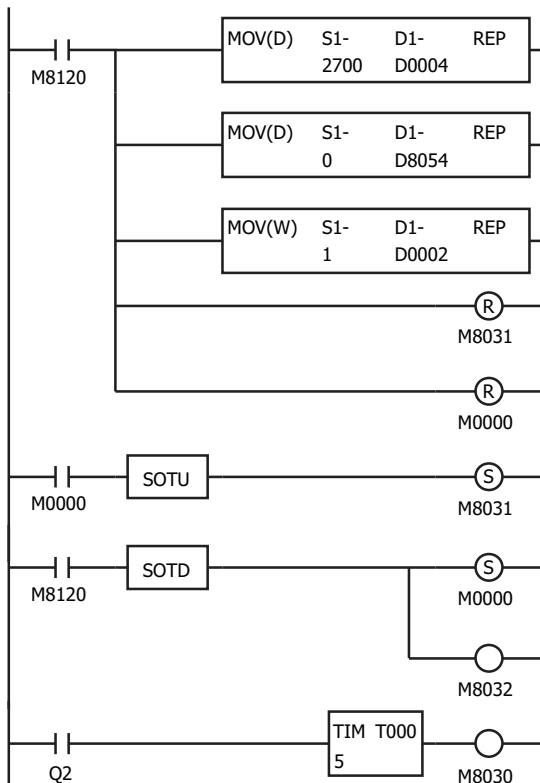 MOV(D) S1- D1- REP
2700 D0004
M8120
MOV(D) S1- D1- REP
0 D8054
MOV(W) S1- D1- REP
1 D0002
R
M8031
R
M0000
SOTU
S
M0000
M8031
SOTD
S
M8120
M0000
M8032
TIM T000
5
Q2
M8030